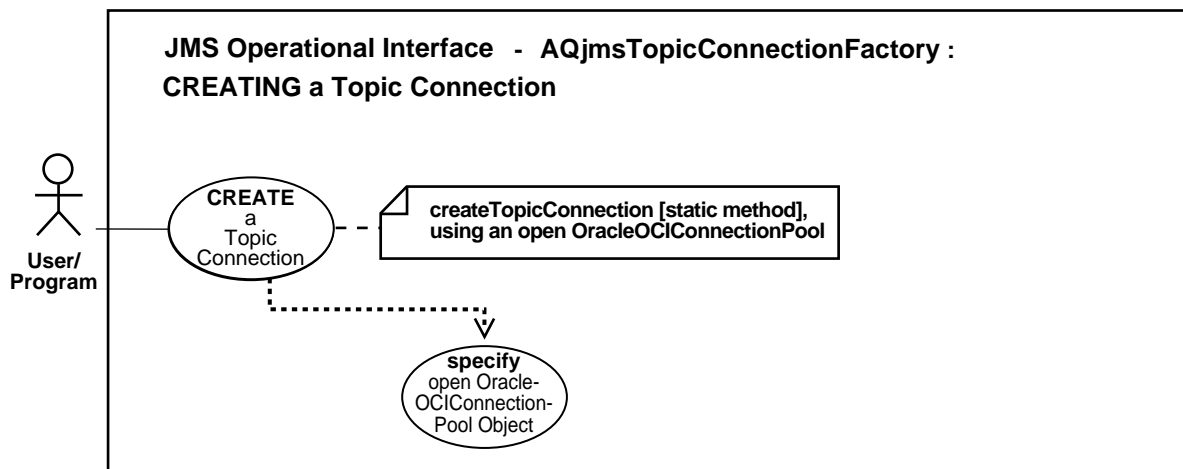 JMS Operational Interface - AQjmsTopicConnectionFactory :
CREATING a Topic Connection
User/
Program
CREATE
a
Topic
Connection
createTopicConnection [static method],
using an open OracleOCIConnectionPool
specify
open Oracle-
OCIConnection-
Pool Object